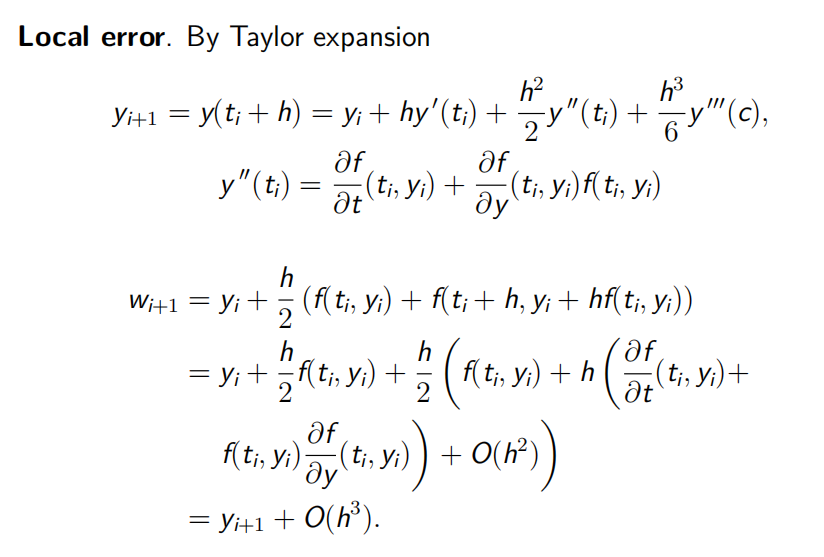 Local error. By Taylor expansion
$y_{i+1} = y(t_i + h) = y_i + hy'(t_i) + \frac{h^2}{2}y''(t_i) + \frac{h^3}{6}y'''(c),$
$y''(t_i) = \frac{\partial f}{\partial t}(t_i, y_i) + \frac{\partial f}{\partial y}(t_i, y_i)f(t_i, y_i)$
$w_{i+1} = y_i + \frac{h}{2}(f(t_i, y_i) + f(t_i + h, y_i + hf(t_i, y_i))$
$= y_i + \frac{h}{2}f(t_i, y_i) + \frac{h}{2}\Big(f(t_i, y_i) + h\Big(\frac{\partial f}{\partial t}(t_i, y_i) +$
$f(t_i, y_i)\frac{\partial f}{\partial y}(t_i, y_i)\Big) + O(h^2)\Big)$
$= y_{i+1} + O(h^3).$